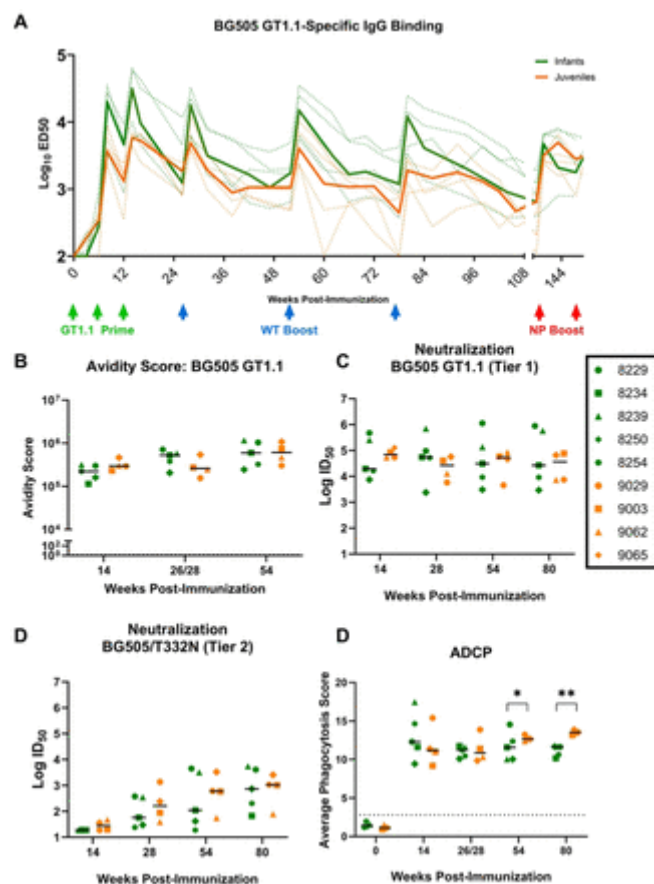 A
BG505 GT1.1-Specific IgG Binding
Infants
Juveniles
Log10 ED50
5
4
3
2
0 12 24 36 48 60 72 84 96 108 144
Weeks Post-Immunization
GT1.1 Prime WT Boost NP Boost
B
Avidity Score: BG505 GT1.1
Avidity Score
10^7
10^6
10^5
10^4
10^2
10^0
14 26/28 54
Weeks Post-Immunization
C
Neutralization
BG505 GT1.1 (Tier 1)
Log ID50
7
6
5
4
3
2
1
14 28 54 80
Weeks Post-Immunization
8229
8234
8239
8250
8254
9029
9003
9062
9065
D
Neutralization
BG505/T332N (Tier 2)
Log ID50
7
6
5
4
3
2
1
14 28 54 80
Weeks Post-Immunization
D
ADCP
Average Phagocytosis Score
20
15
10
5
0
* **
0 14 26/28 54 80
Weeks Post-Immunization